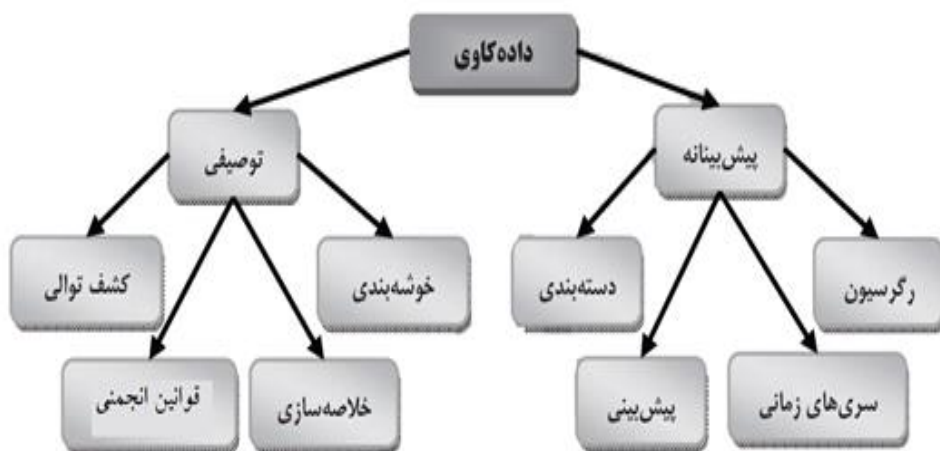 داده‌کاوی
پیش‌بینانه
توصیفی
رگرسیون
دسته‌بندی
خوشه‌بندی
کشف توالی
سری‌های زمانی
پیش‌بینی
خلاصه‌سازی
قوانین انجمنی